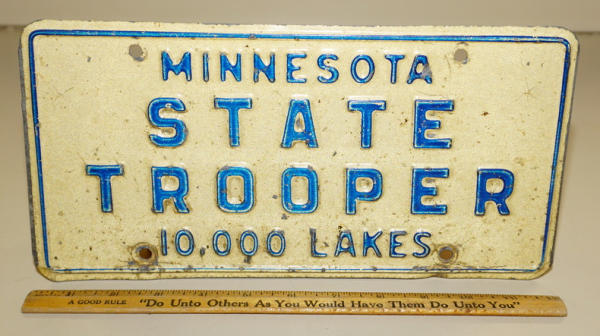 MINNESOTA
STATE
TROOPER
10 000 LAKES
A GOOD RULE "Do Unto Others As You Would Have Them Do Unto You"